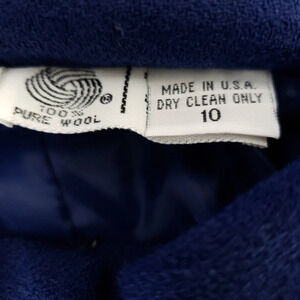 100%
PURE WOOL
®
MADE IN U.S.A.
DRY CLEAN ONLY
10